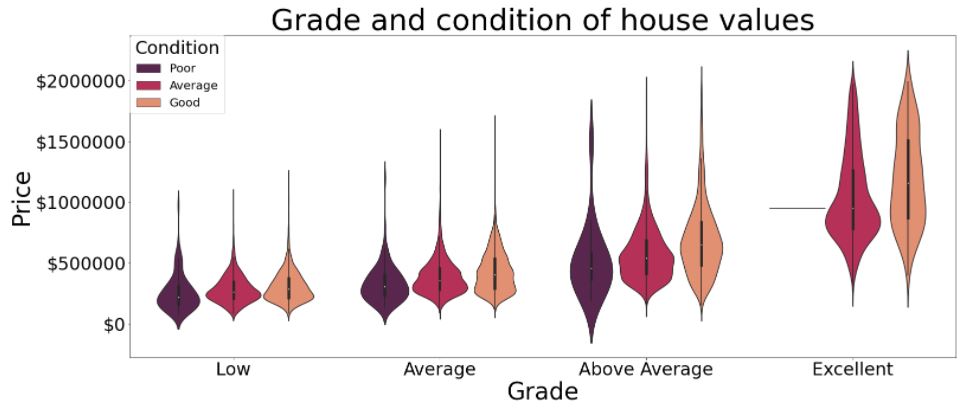 Grade and condition of house values
Condition
Poor
Average
Good
$2000000
$1500000
$1000000
$500000
$0
Price
Low Average Above Average Excellent
Grade